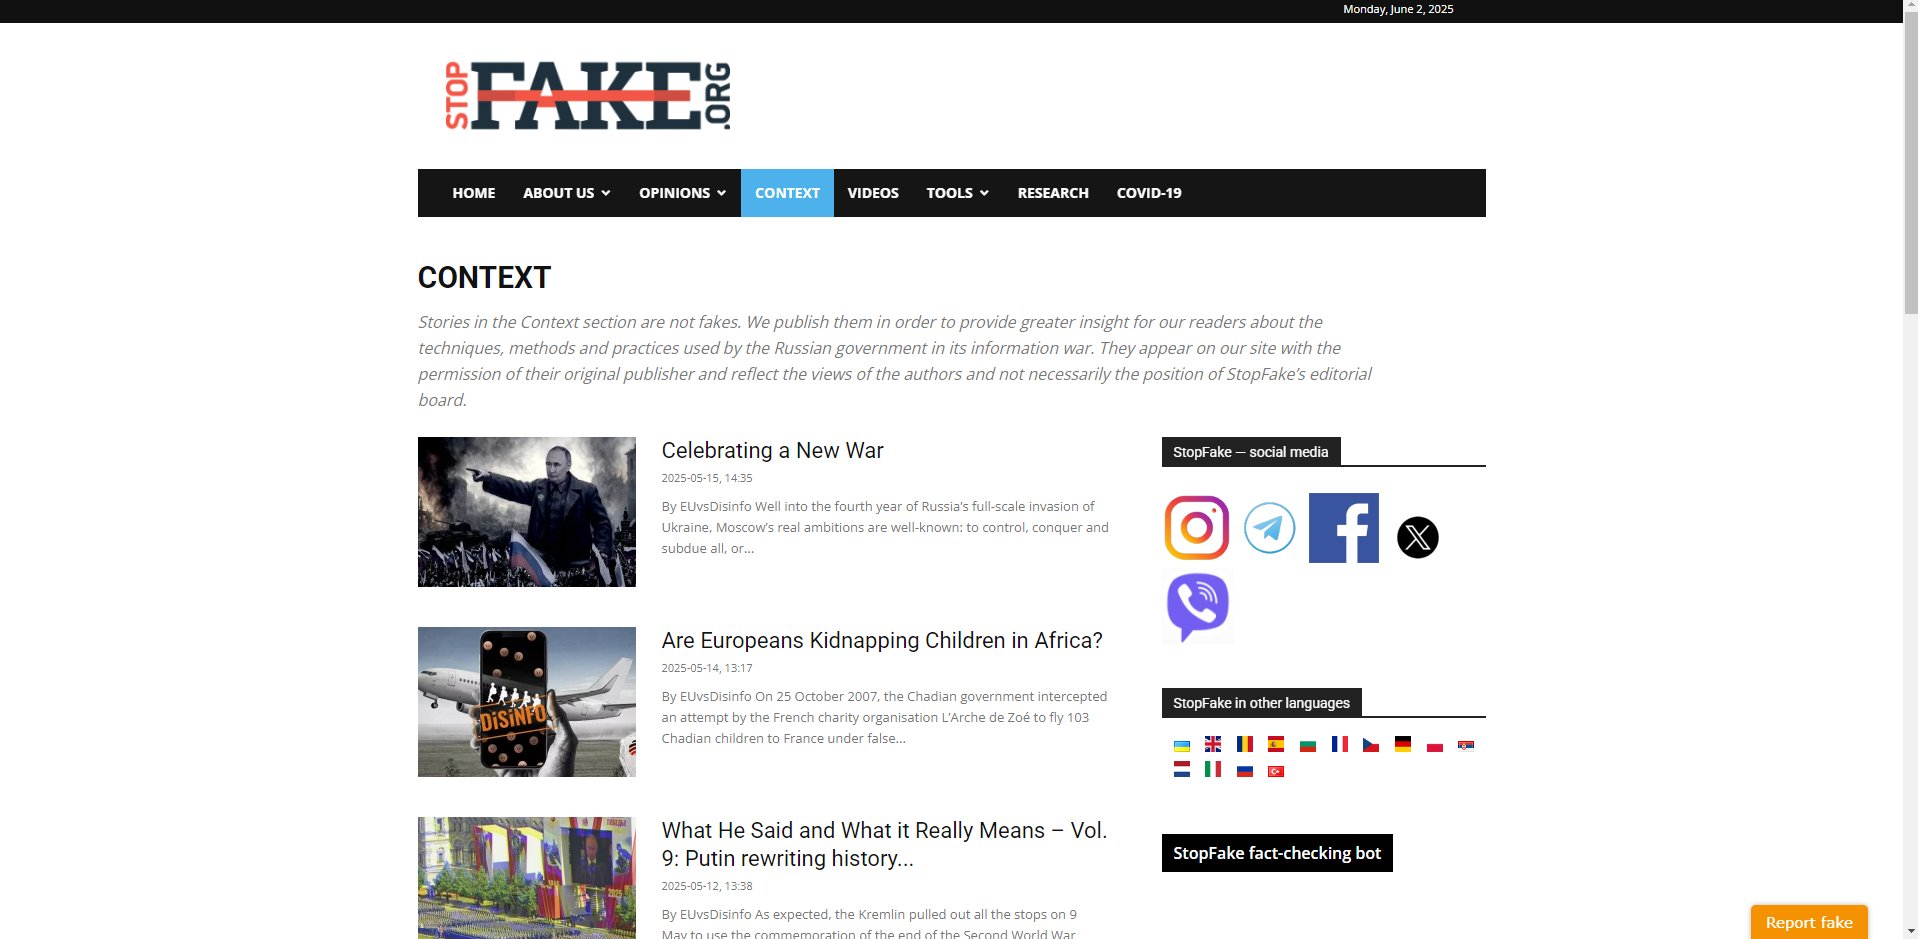 Monday, June 2, 2025
STOP FAKE .ORG
HOME ABOUT US OPINIONS CONTEXT VIDEOS TOOLS RESEARCH COVID-19
CONTEXT
Stories in the Context section are not fakes. We publish them in order to provide greater insight for our readers about the
techniques, methods and practices used by the Russian government in its information war. They appear on our site with the
permission of their original publisher and reflect the views of the authors and not necessarily the position of StopFake’s editorial
board.
Celebrating a New War
2025-05-15, 14:35
By EUvsDisinfo Well into the fourth year of Russia’s full-scale invasion of
Ukraine, Moscow’s real ambitions are well-known: to control, conquer and
subdue all, or...
DiSiNFO
Are Europeans Kidnapping Children in Africa?
2025-05-14, 13:17
By EUvsDisinfo On 25 October 2007, the Chadian government intercepted
an attempt by the French charity organisation L’Arche de Zoé to fly 103
Chadian children to France under false...
What He Said and What it Really Means – Vol.
9: Putin rewriting history...
2025-05-12, 13:38
By EUvsDisinfo As expected, the Kremlin pulled out all the stops on 9
May to use the commemoration of the end of the Second World War
StopFake — social media
StopFake in other languages
StopFake fact-checking bot
Report fake